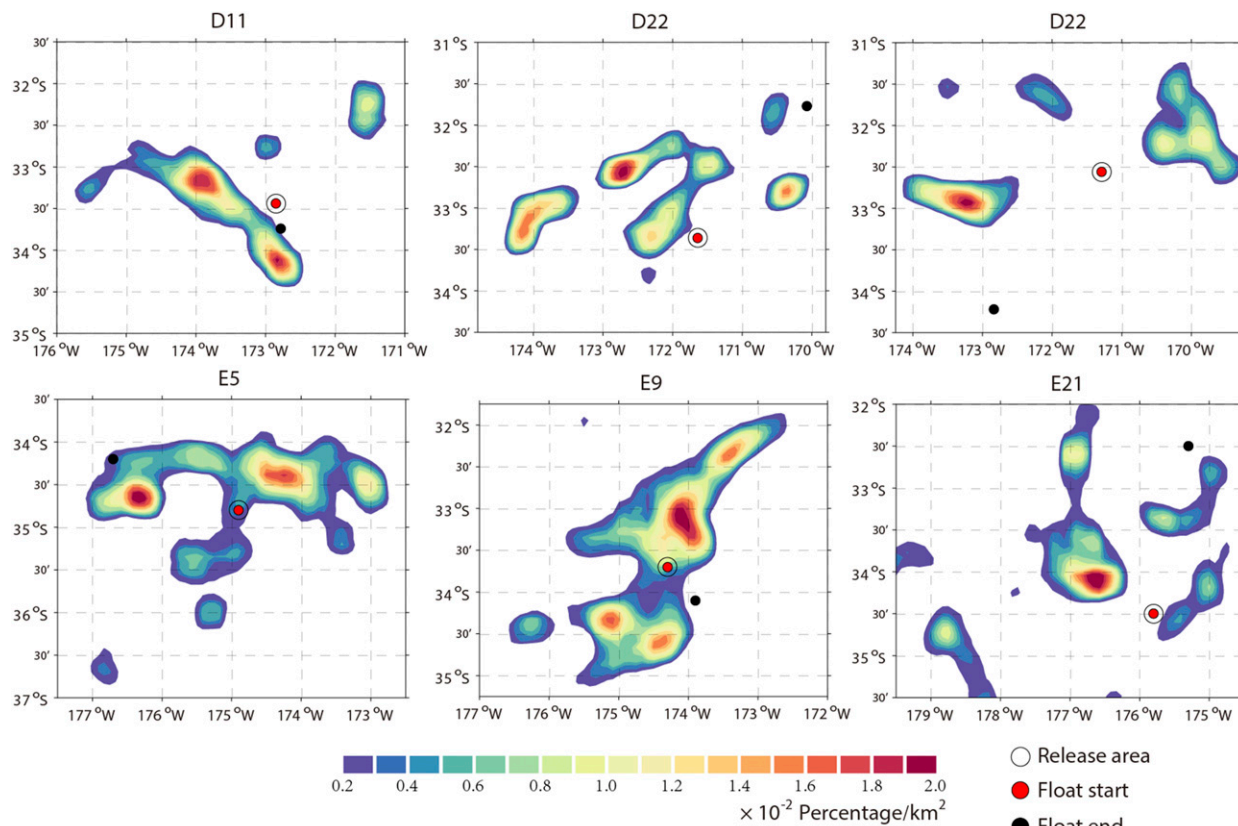 D11
D22
D22
30'
32°S
30'
33°S
30'
34°S
30'
35°S
176°W 175°W 174°W 173°W 172°W 171°W
31°S
30'
32°S
30'
33°S
30'
34°S
30'
174°W 173°W 172°W 171°W 170°W
31°S
30'
32°S
30'
33°S
30'
34°S
30'
174°W 173°W 172°W 171°W 170°W
E5
E9
E21
30'
34°S
30'
35°S
30'
36°S
30'
37°S
177°W 176°W 175°W 174°W 173°W
32°S
30'
33°S
30'
34°S
30'
35°S
177°W 176°W 175°W 174°W 173°W 172°W
32°S
30'
33°S
30'
34°S
30'
35°S
30'
179°W 178°W 177°W 176°W 175°W
0.2 0.4 0.6 0.8 1.0 1.2 1.4 1.6 1.8 2.0
× 10-2 Percentage/km2
Release area
Float start
Float end